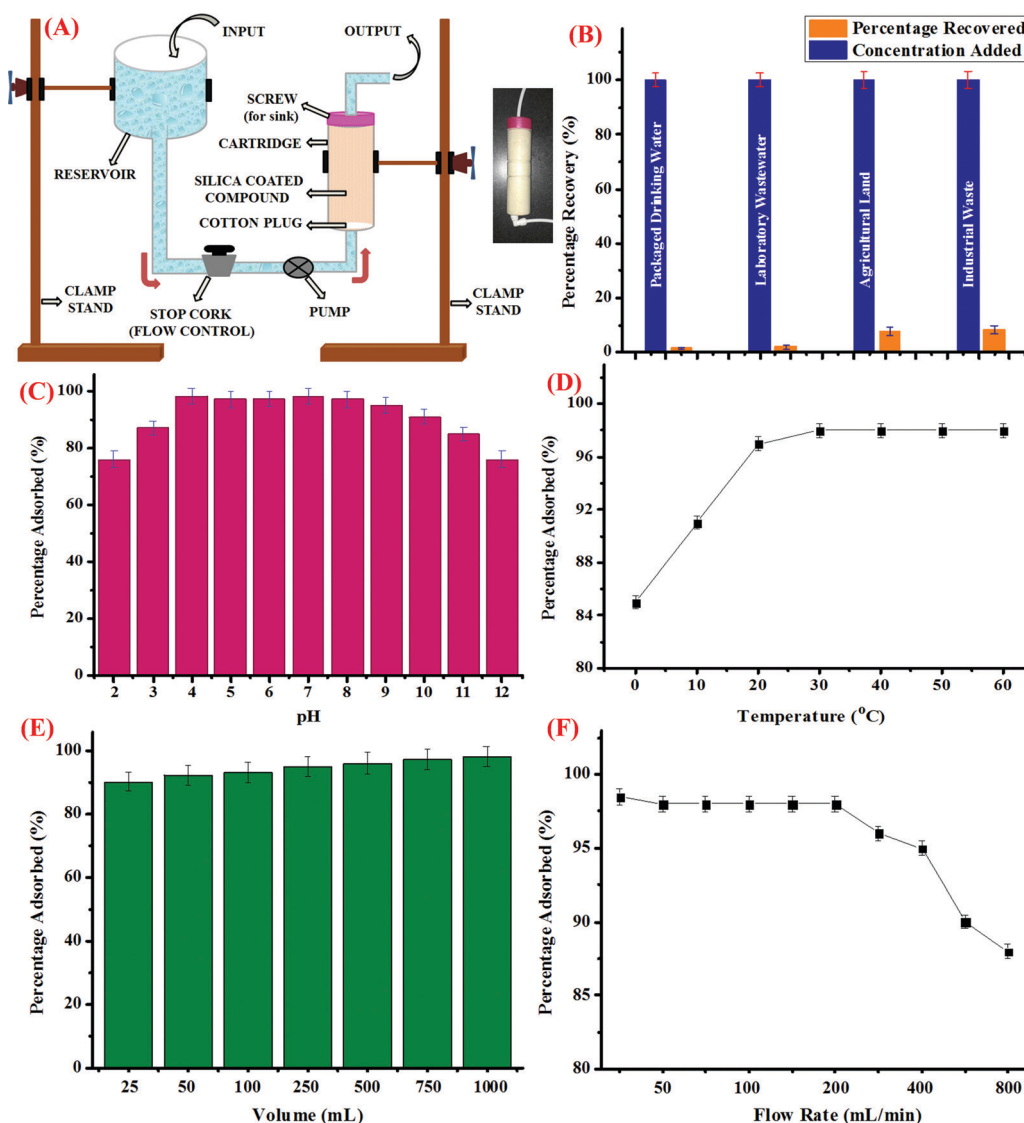 (A)
INPUT
OUTPUT
SCREW
(for sink)
CARTRIDGE
RESERVOIR
SILICA COATED
COMPOUND
COTTON PLUG
CLAMP
STAND
STOP CORK
(FLOW CONTROL)
PUMP
CLAMP
STAND
(B)
Percentage Recovered
Concentration Added
Percentage Recovery (%)
100
80
60
40
20
0
Packaged Drinking Water
Laboratory Wastewater
Agricultural Land
Industrial Waste
(C)
Percentage Adsorbed (%)
100
80
60
40
20
0
2 3 4 5 6 7 8 9 10 11 12
pH
(D)
Percentage Adsorbed (%)
100
96
92
88
84
80
0 10 20 30 40 50 60
Temperature (°C)
(E)
Percentage Adsorbed (%)
100
80
60
40
20
0
25 50 100 250 500 750 1000
Volume (mL)
(F)
Percentage Adsorbed (%)
100
95
90
85
80
50 100 200 400 800
Flow Rate (mL/min)